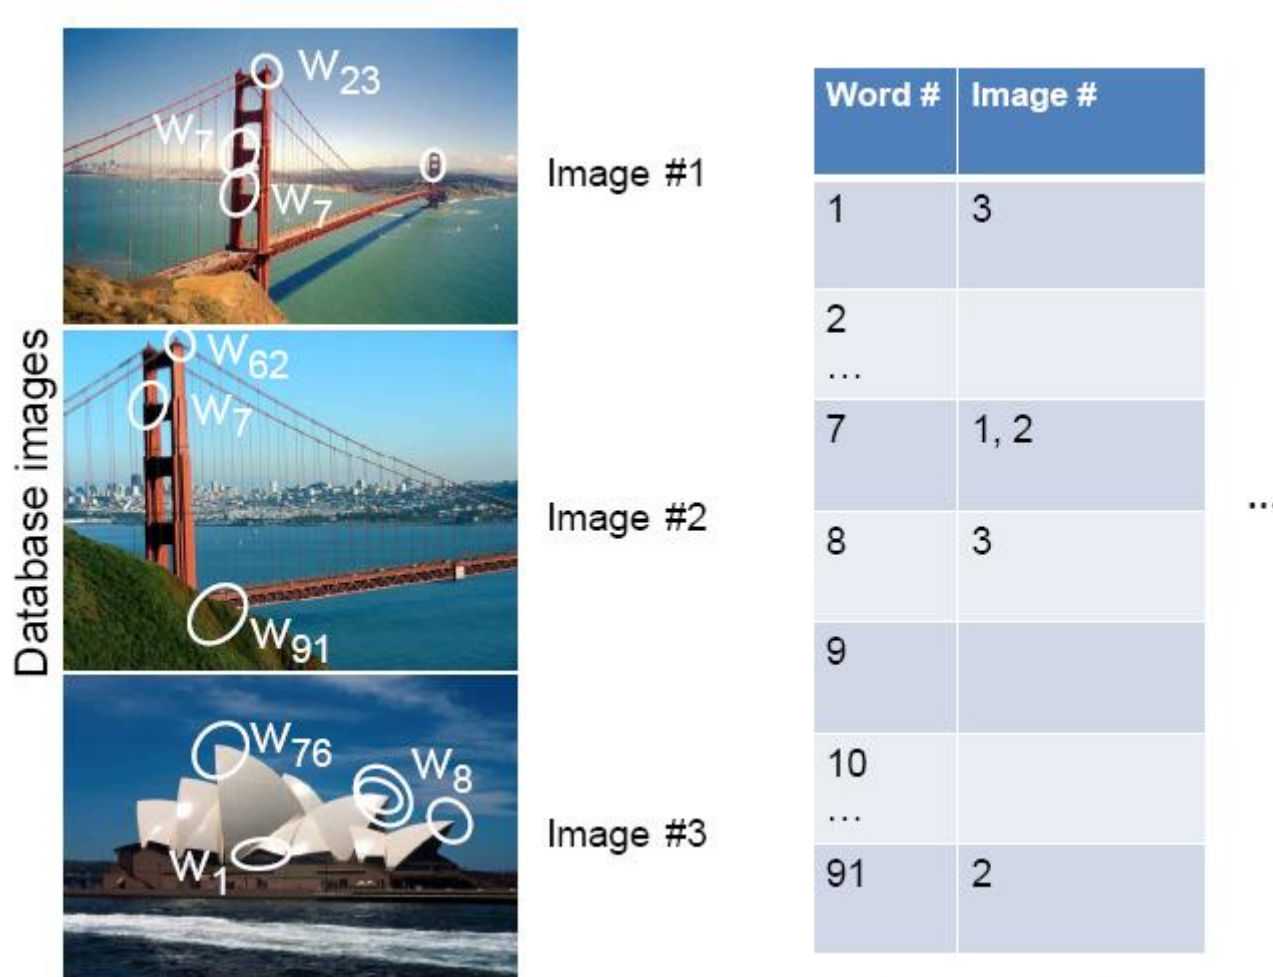 Database images
W23
W7
W7
Image #1
W62
W7
W91
Image #2
W76
W8
W1
Image #3
Word # Image #
1 3
2
...
7 1, 2
8 3
9
10
...
91 2
...